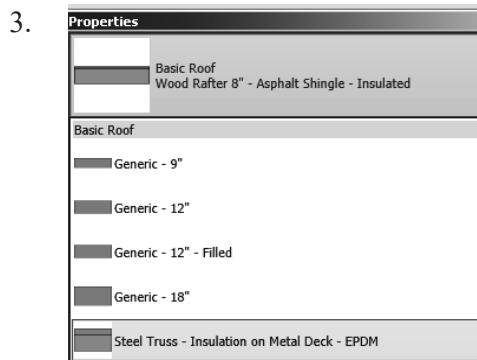 3.
Properties
Basic Roof
Wood Rafter 8" - Asphalt Shingle - Insulated
Basic Roof
Generic - 9"
Generic - 12"
Generic - 12" - Filled
Generic - 18"
Steel Truss - Insulation on Metal Deck - EPDM